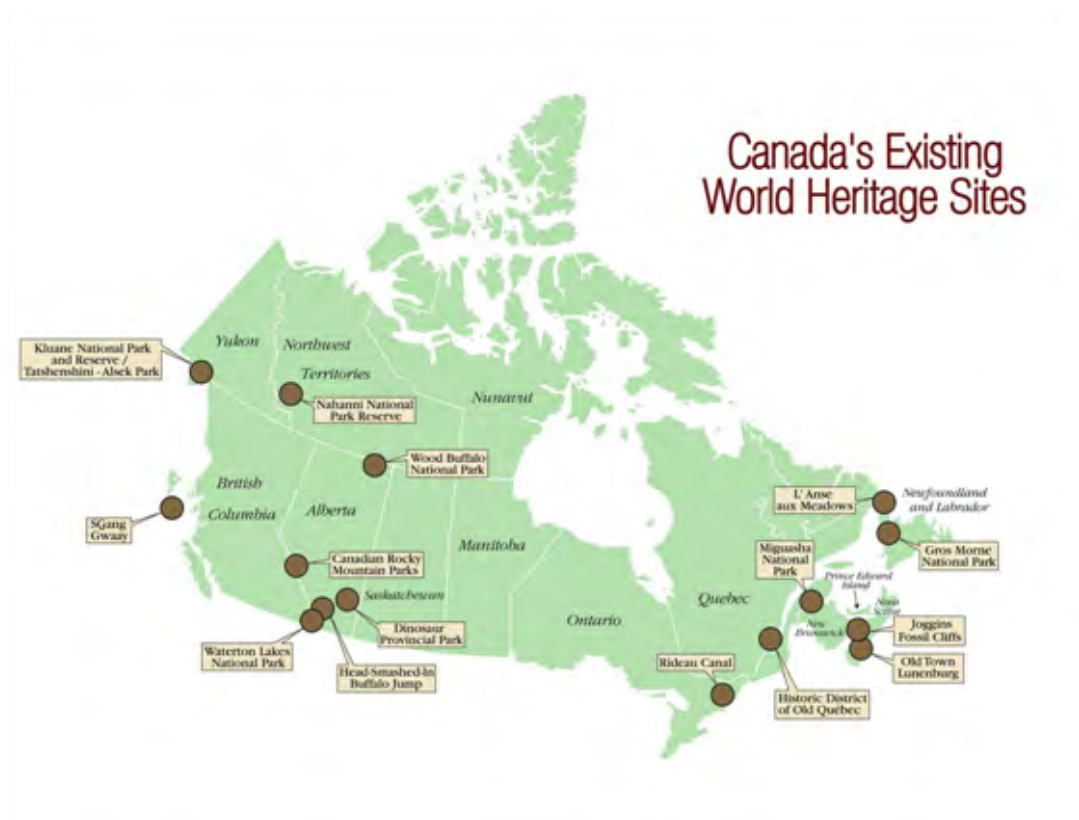 Canada's Existing
World Heritage Sites
Kluane National Park
and Reserve /
Tatshenshini - Alsek Park
Yukon
Northwest
Territories
Nahanni National
Park Reserve
Nunavut
Wood Buffalo
National Park
British
Columbia
Alberta
SGang
Gwaay
Manitoba
L' Anse
aux Meadows
Newfoundland
and Labrador
Gros Morne
National Park
Canadian Rocky
Mountain Parks
Miguasha
National
Park
Prince Edward
Island
Saskatchewan
Quebec
Nova
Scotia
Ontario
New
Brunswick
Joggins
Fossil Cliffs
Dinosaur
Provincial Park
Waterton Lakes
National Park
Head-Smashed-In
Buffalo Jump
Rideau Canal
Old Town
Lunenburg
Historic District
of Old Québec